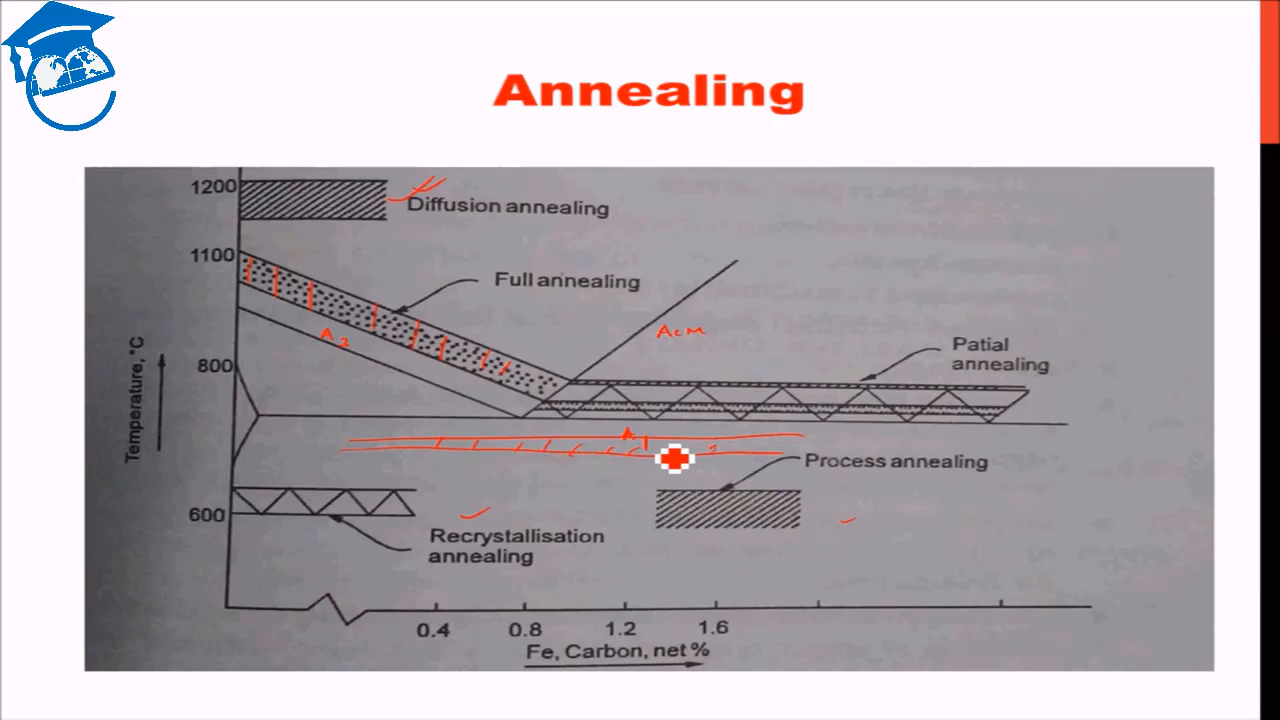 Annealing
1200
Diffusion annealing
1100
Full annealing
A3
Acm
Patial
annealing
800
Temperature, °C
A1
Process annealing
600
Recrystallisation
annealing
0.4 0.8 1.2 1.6
Fe, Carbon, net %